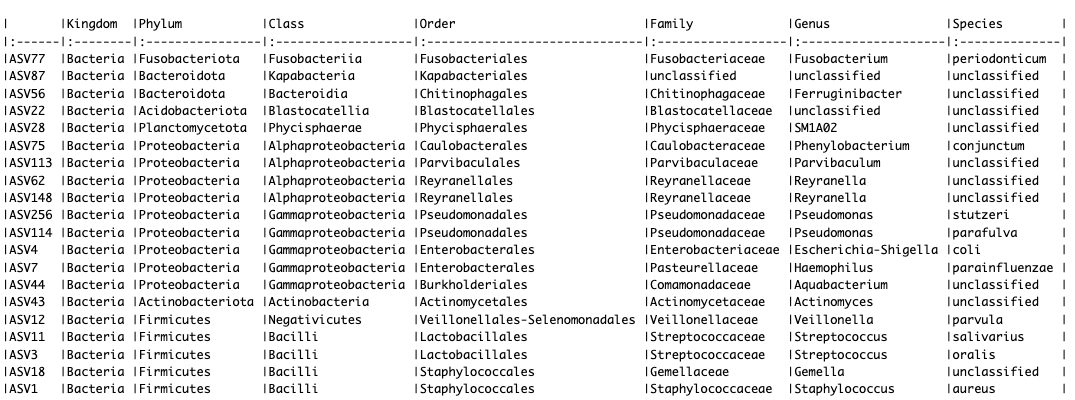 |       |Kingdom  |Phylum          |Class               |Order                         |Family             |Genus                |Species        |
|:------|:--------|:---------------|:-------------------|:-----------------------------|:------------------|:--------------------|:--------------|
|ASV77  |Bacteria |Fusobacteriota  |Fusobacteriia       |Fusobacteriales               |Fusobacteriaceae   |Fusobacterium        |periodonticum  |
|ASV87  |Bacteria |Bacteroidota    |Kapabacteria        |Kapabacteriales               |unclassified       |unclassified         |unclassified   |
|ASV56  |Bacteria |Bacteroidota    |Bacteroidia         |Chitinophagales               |Chitinophagaceae   |Ferruginibacter      |unclassified   |
|ASV22  |Bacteria |Acidobacteriota |Blastocatellia      |Blastocatellales              |Blastocatellaceae  |unclassified         |unclassified   |
|ASV28  |Bacteria |Planctomycetota |Phycisphaerae       |Phycisphaerales               |Phycisphaeraceae   |SM1A02               |unclassified   |
|ASV75  |Bacteria |Proteobacteria  |Alphaproteobacteria |Caulobacterales               |Caulobacteraceae   |Phenylobacterium     |conjunctum     |
|ASV113 |Bacteria |Proteobacteria  |Alphaproteobacteria |Parvibaculales                |Parvibaculaceae    |Parvibaculum         |unclassified   |
|ASV62  |Bacteria |Proteobacteria  |Alphaproteobacteria |Reyranellales                 |Reyranellaceae     |Reyranella           |unclassified   |
|ASV148 |Bacteria |Proteobacteria  |Alphaproteobacteria |Reyranellales                 |Reyranellaceae     |Reyranella           |unclassified   |
|ASV256 |Bacteria |Proteobacteria  |Gammaproteobacteria |Pseudomonadales               |Pseudomonadaceae   |Pseudomonas          |stutzeri       |
|ASV114 |Bacteria |Proteobacteria  |Gammaproteobacteria |Pseudomonadales               |Pseudomonadaceae   |Pseudomonas          |parafulva      |
|ASV4   |Bacteria |Proteobacteria  |Gammaproteobacteria |Enterobacterales              |Enterobacteriaceae |Escherichia-Shigella |coli           |
|ASV7   |Bacteria |Proteobacteria  |Gammaproteobacteria |Enterobacterales              |Pasteurellaceae    |Haemophilus          |parainfluenzae |
|ASV44  |Bacteria |Proteobacteria  |Gammaproteobacteria |Burkholderiales               |Comamonadaceae     |Aquabacterium        |unclassified   |
|ASV43  |Bacteria |Actinobacteriota |Actinobacteria     |Actinomycetales               |Actinomycetaceae   |Actinomyces          |unclassified   |
|ASV12  |Bacteria |Firmicutes      |Negativicutes       |Veillonellales-Selenomonadales |Veillonellaceae   |Veillonella          |parvula        |
|ASV11  |Bacteria |Firmicutes      |Bacilli             |Lactobacillales               |Streptococcaceae   |Streptococcus        |salivarius     |
|ASV3   |Bacteria |Firmicutes      |Bacilli             |Lactobacillales               |Streptococcaceae   |Streptococcus        |oralis         |
|ASV18  |Bacteria |Firmicutes      |Bacilli             |Staphylococcales              |Gemellaceae        |Gemella              |unclassified   |
|ASV1   |Bacteria |Firmicutes      |Bacilli             |Staphylococcales              |Staphylococcaceae  |Staphylococcus       |aureus         |